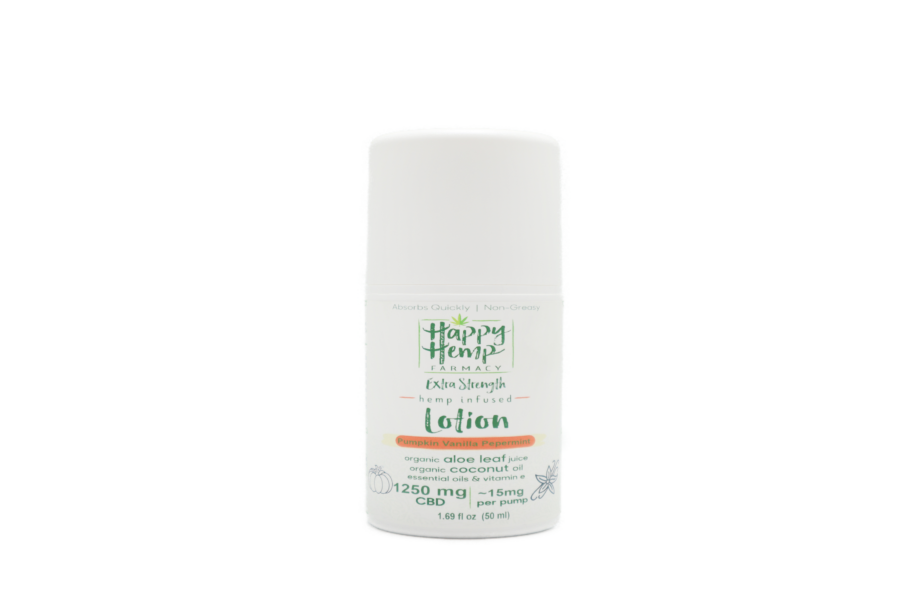 Absorbs Quickly | Non-Greasy
Happy
Hemp
FARMACY
Extra Strength
hemp infused
Lotion
Pumpkin Vanilla Pepermint
organic aloe leaf juice
organic coconut oil
essential oils & vitamin e
1250 mg | ~15mg
CBD per pump
1.69 fl oz (50 ml)